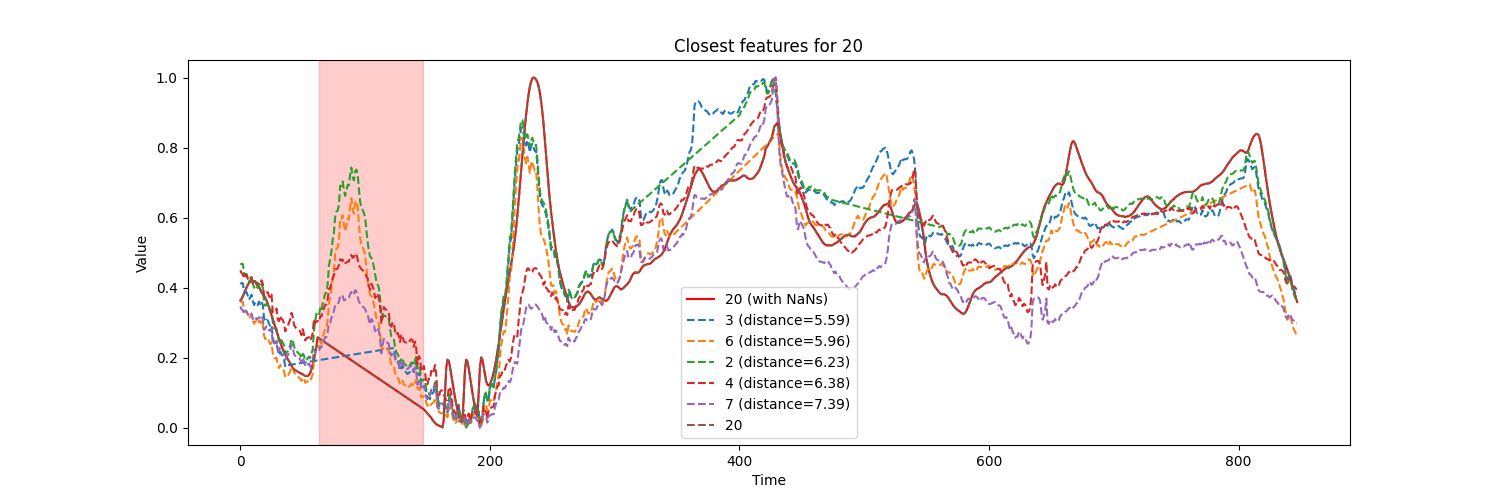 Closest features for 20
Value
1.0
0.8
0.6
0.4
0.2
0.0
20 (with NaNs)
3 (distance=5.59)
6 (distance=5.96)
2 (distance=6.23)
4 (distance=6.38)
7 (distance=7.39)
20
0 200 400 600 800
Time